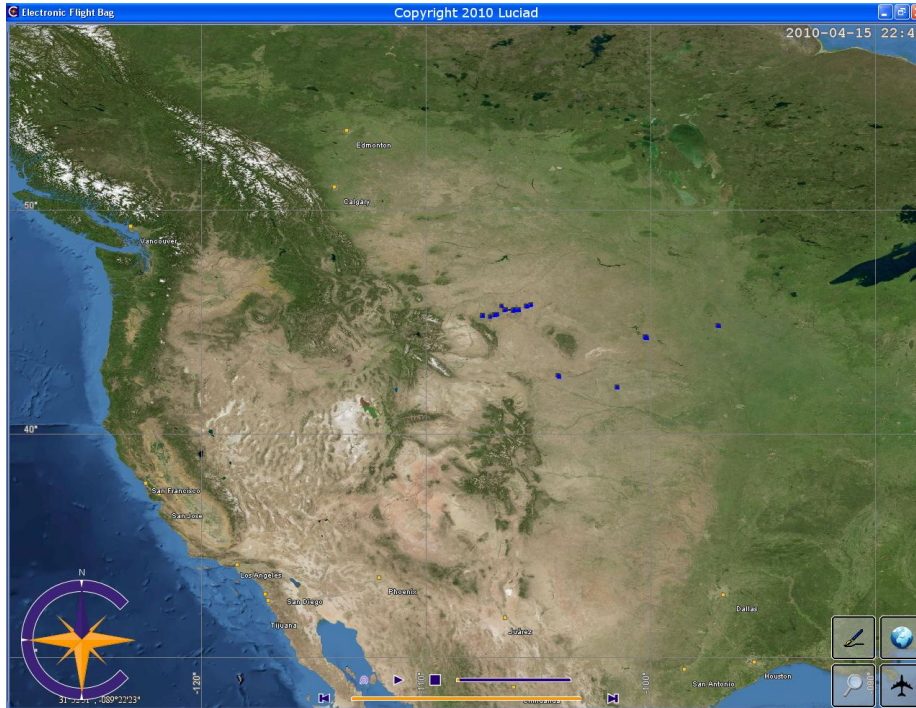 Electronic Flight Bag
Copyright 2010 Luciad
2010-04-15 22:4
Edmonton
Calgary
50°
Vancouver
40°
San Francisco
San Jose
Los Angeles
Phoenix
San Diego
Tijuana
Juárez
Dallas
San Antonio
Houston
N
-120°
-100°
Chihuahua